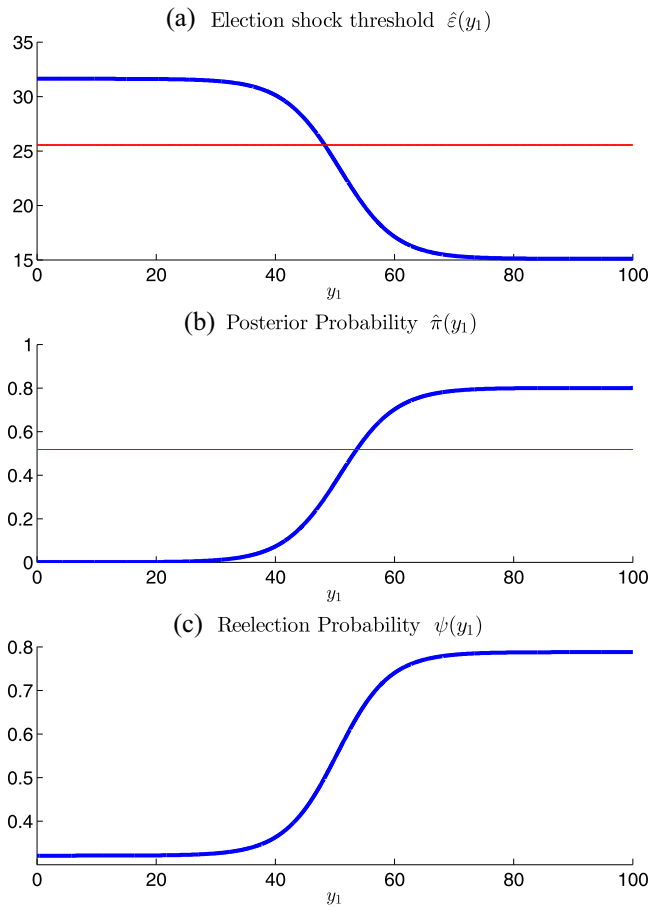 (a) Election shock threshold ε̂(y₁)
35
30
25
20
15
0 20 40 60 80 100
y₁
(b) Posterior Probability π̂(y₁)
1
0.8
0.6
0.4
0.2
0
0 20 40 60 80 100
y₁
(c) Reelection Probability ψ(y₁)
0.8
0.7
0.6
0.5
0.4
0 20 40 60 80 100
y₁